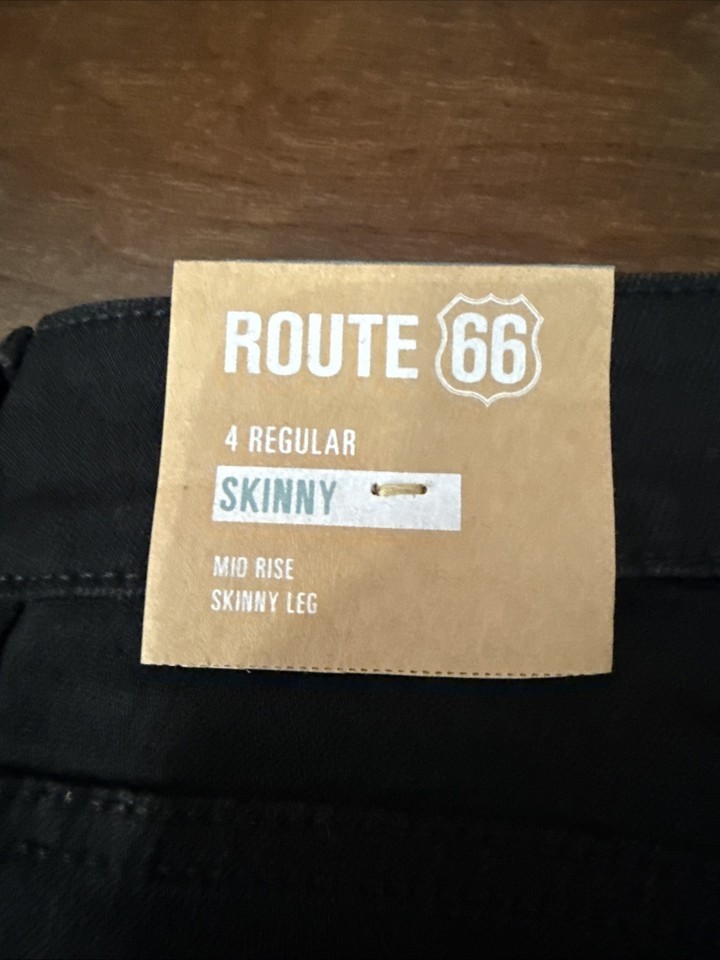 ROUTE 66
4 REGULAR
SKINNY
MID RISE
SKINNY LEG